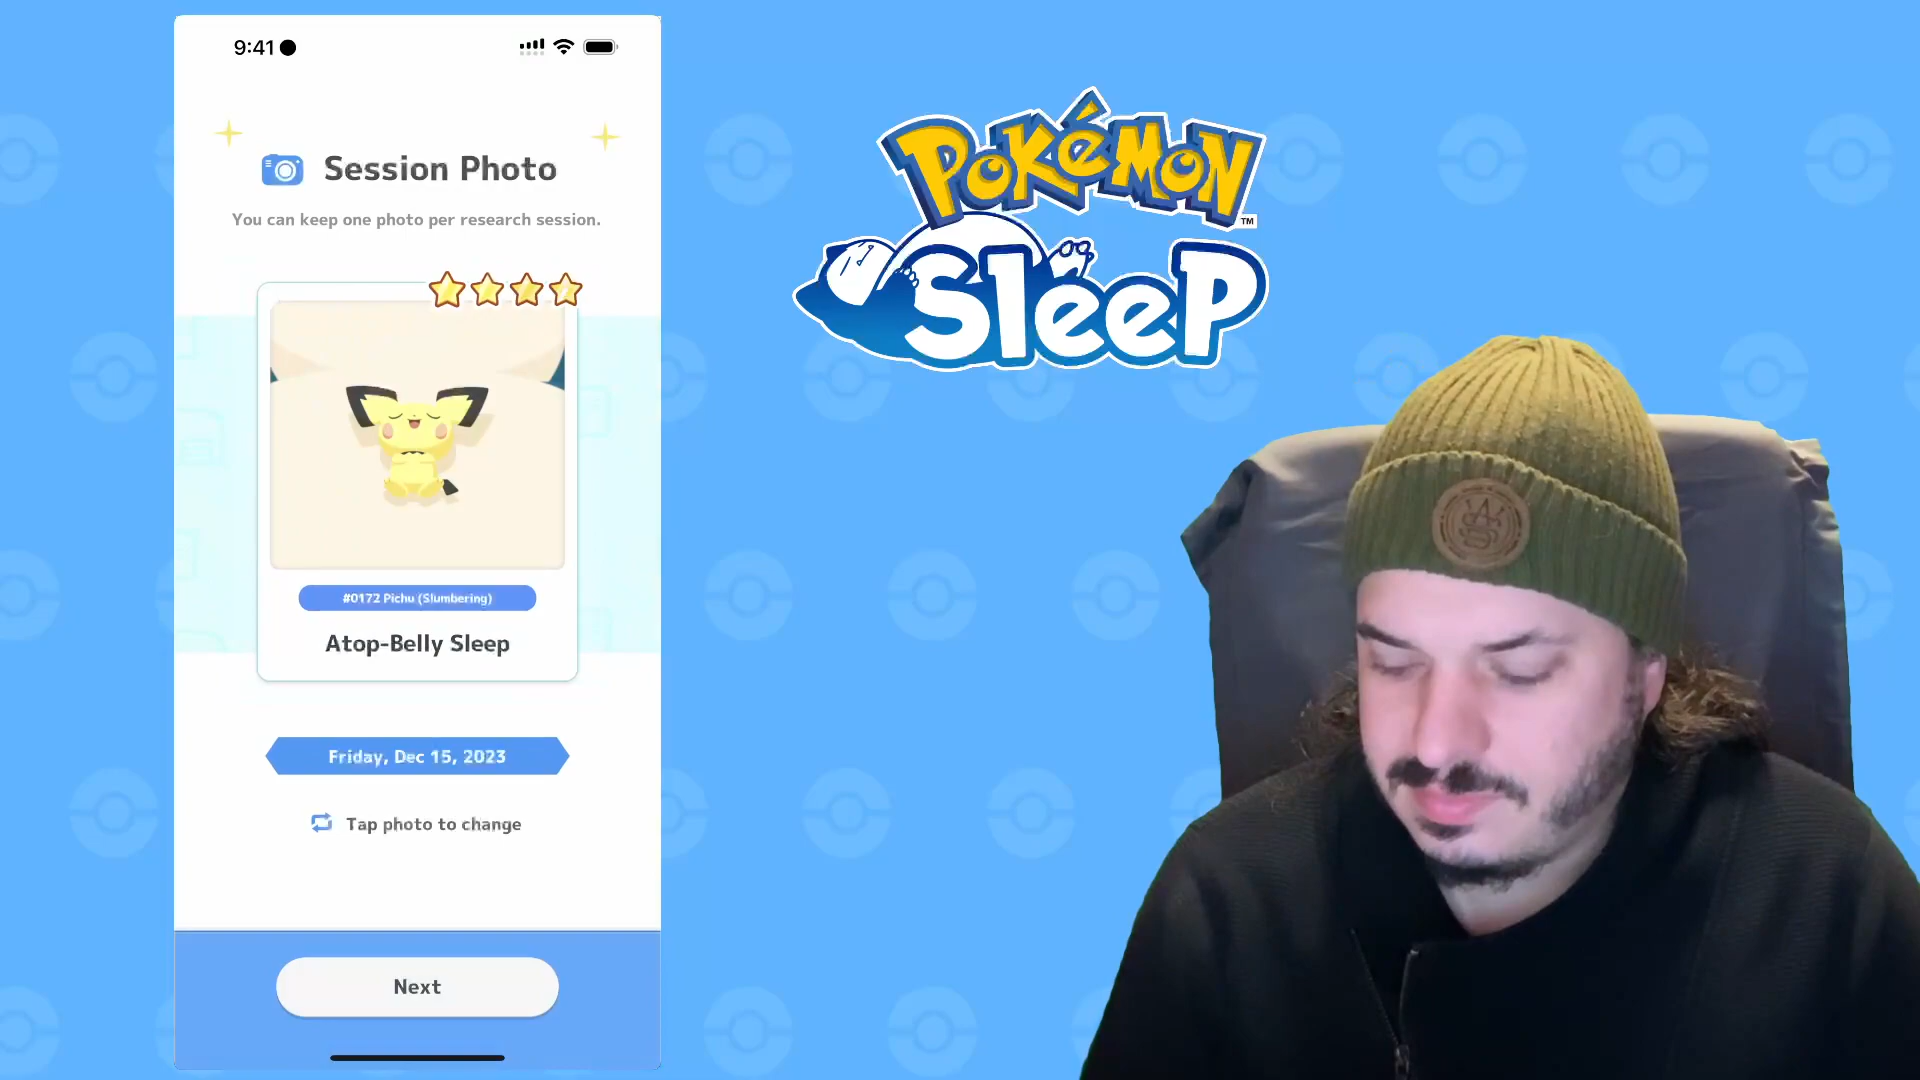 9:41
Session Photo
You can keep one photo per research session.
#0172 Pichu (Slumbering)
Atop-Belly Sleep
Friday, Dec 15, 2023
Tap photo to change
Next
POKéMON
TM
Sleep